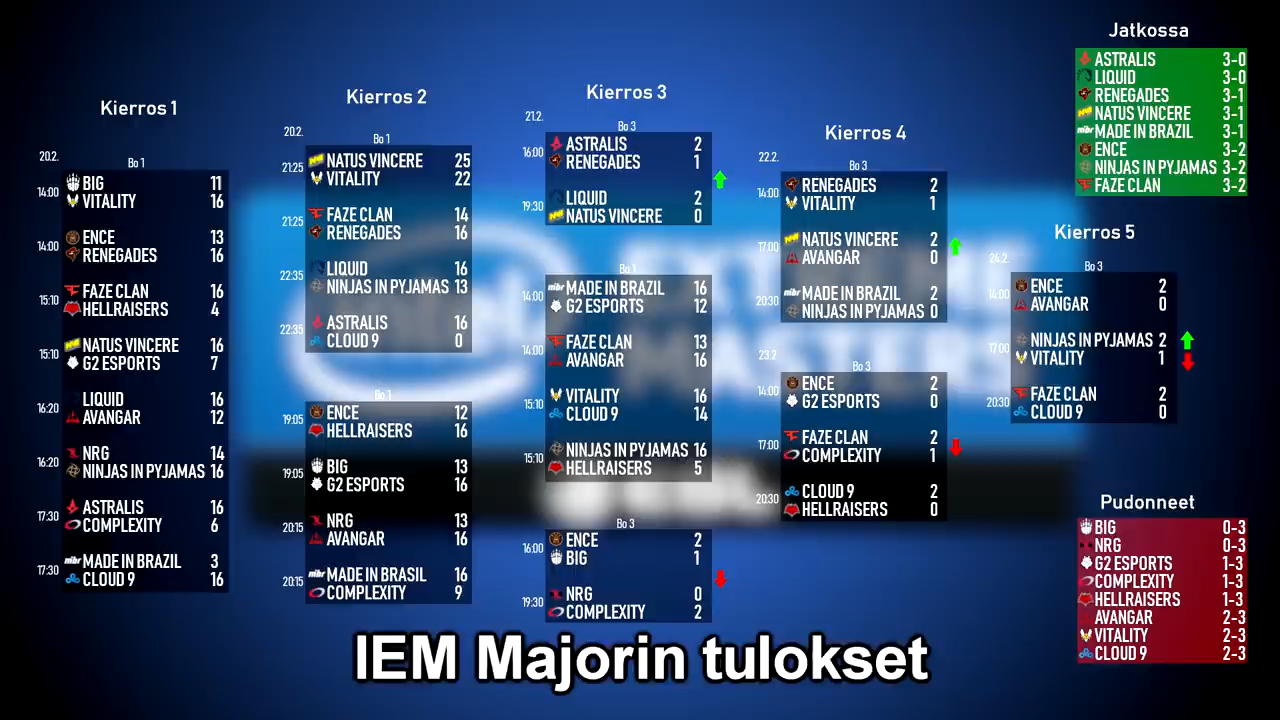 Kierros 1
20.2.
Bo 1
14:00
BIG 11
VITALITY 16
14:00
ENCE 13
RENEGADES 16
15:10
FAZE CLAN 16
HELLRAISERS 4
15:10
NATUS VINCERE 16
G2 ESPORTS 7
16:20
LIQUID 16
AVANGAR 12
16:20
NRG 14
NINJAS IN PYJAMAS 16
17:30
ASTRALIS 16
COMPLEXITY 6
17:30
MADE IN BRAZIL 3
CLOUD 9 16
Kierros 2
20.2.
Bo 1
21:25
NATUS VINCERE 25
VITALITY 22
21:25
FAZE CLAN 14
RENEGADES 16
22:35
LIQUID 16
NINJAS IN PYJAMAS 13
22:35
ASTRALIS 16
CLOUD 9 0
Bo 1
19:05
ENCE 12
HELLRAISERS 16
19:05
BIG 13
G2 ESPORTS 16
20:15
NRG 13
AVANGAR 16
20:15
MADE IN BRASIL 16
COMPLEXITY 9
Kierros 3
21.2.
Bo 3
16:00
ASTRALIS 2
RENEGADES 1
19:30
LIQUID 2
NATUS VINCERE 0
Bo 1
14:00
MADE IN BRAZIL 16
G2 ESPORTS 12
14:00
FAZE CLAN 13
AVANGAR 16
15:10
VITALITY 16
CLOUD 9 14
15:10
NINJAS IN PYJAMAS 16
HELLRAISERS 5
Bo 3
16:00
ENCE 2
BIG 1
19:30
NRG 0
COMPLEXITY 2
Kierros 4
22.2.
Bo 3
14:00
RENEGADES 2
VITALITY 1
17:00
NATUS VINCERE 2
AVANGAR 0
20:30
MADE IN BRAZIL 2
NINJAS IN PYJAMAS 0
23.2.
Bo 3
14:00
ENCE 2
G2 ESPORTS 0
17:00
FAZE CLAN 2
COMPLEXITY 1
20:30
CLOUD 9 2
HELLRAISERS 0
Kierros 5
24.2.
Bo 3
14:00
ENCE 2
AVANGAR 0
17:00
NINJAS IN PYJAMAS 2
VITALITY 1
20:30
FAZE CLAN 2
CLOUD 9 0
Jatkossa
ASTRALIS 3-0
LIQUID 3-0
RENEGADES 3-1
NATUS VINCERE 3-1
MADE IN BRAZIL 3-1
ENCE 3-2
NINJAS IN PYJAMAS 3-2
FAZE CLAN 3-2
Pudonneet
BIG 0-3
NRG 0-3
G2 ESPORTS 1-3
COMPLEXITY 1-3
HELLRAISERS 1-3
AVANGAR 2-3
VITALITY 2-3
CLOUD 9 2-3
IEM Majorin tulokset